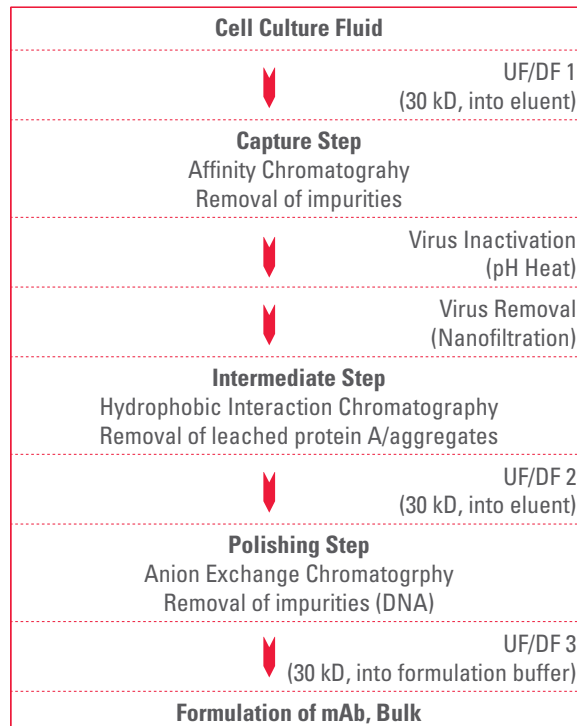 Cell Culture Fluid
UF/DF 1
(30 kD, into eluent)
Capture Step
Affinity Chromatograhy
Removal of impurities
Virus Inactivation
(pH Heat)
Virus Removal
(Nanofiltration)
Intermediate Step
Hydrophobic Interaction Chromatography
Removal of leached protein A/aggregates
UF/DF 2
(30 kD, into eluent)
Polishing Step
Anion Exchange Chromatogrphy
Removal of impurities (DNA)
UF/DF 3
(30 kD, into formulation buffer)
Formulation of mAb, Bulk